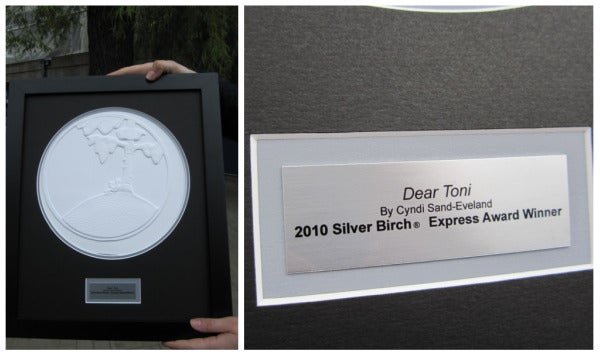 Dear Toni
By Cyndi Sand-Eveland
2010 Silver Birch® Express Award Winner